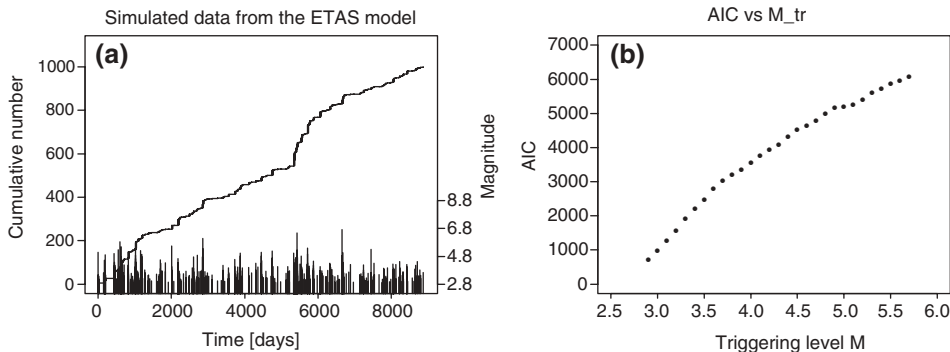 Simulated data from the ETAS model
(a)
Cumulative number
1000
800
600
400
200
0
Magnitude
8.8
6.8
4.8
2.8
0 2000 4000 6000 8000
Time [days]
AIC vs M_tr
(b)
AIC
7000
6000
5000
4000
3000
2000
1000
0
2.5 3.0 3.5 4.0 4.5 5.0 5.5 6.0
Triggering level M